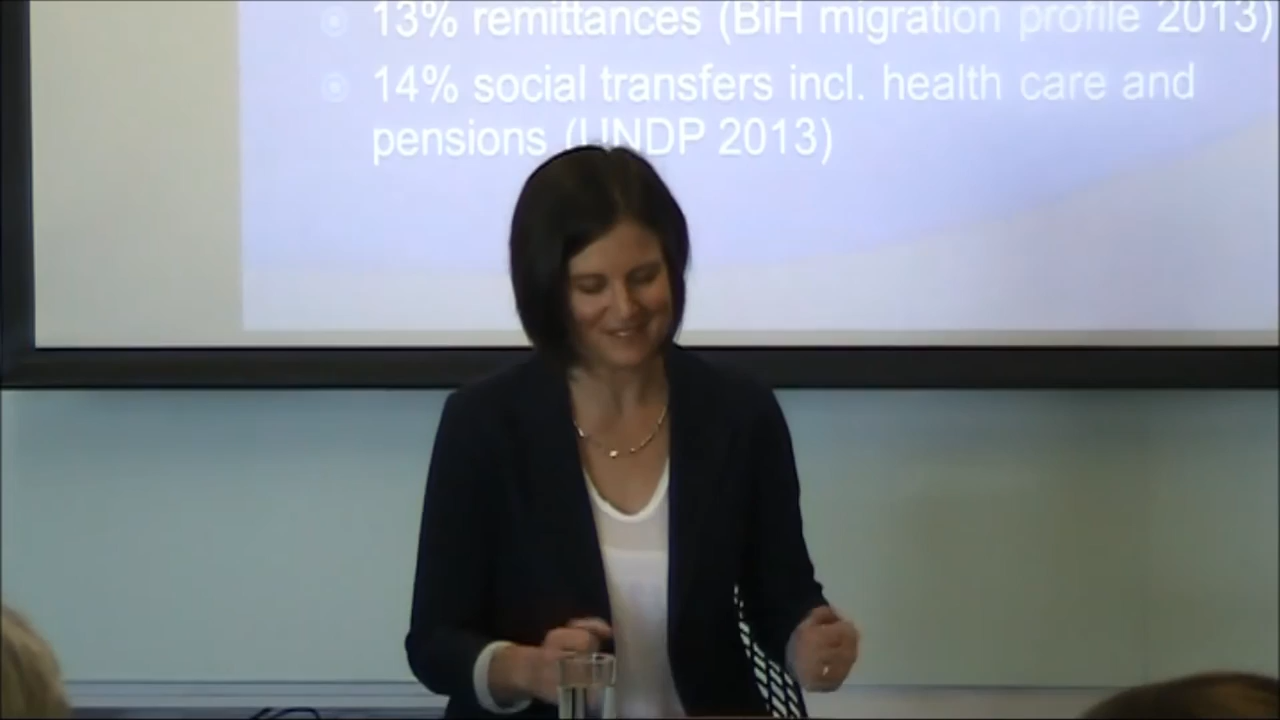 13% remittances (BiH migration profile 2013)
14% social transfers incl. health care and
pensions (UNDP 2013)